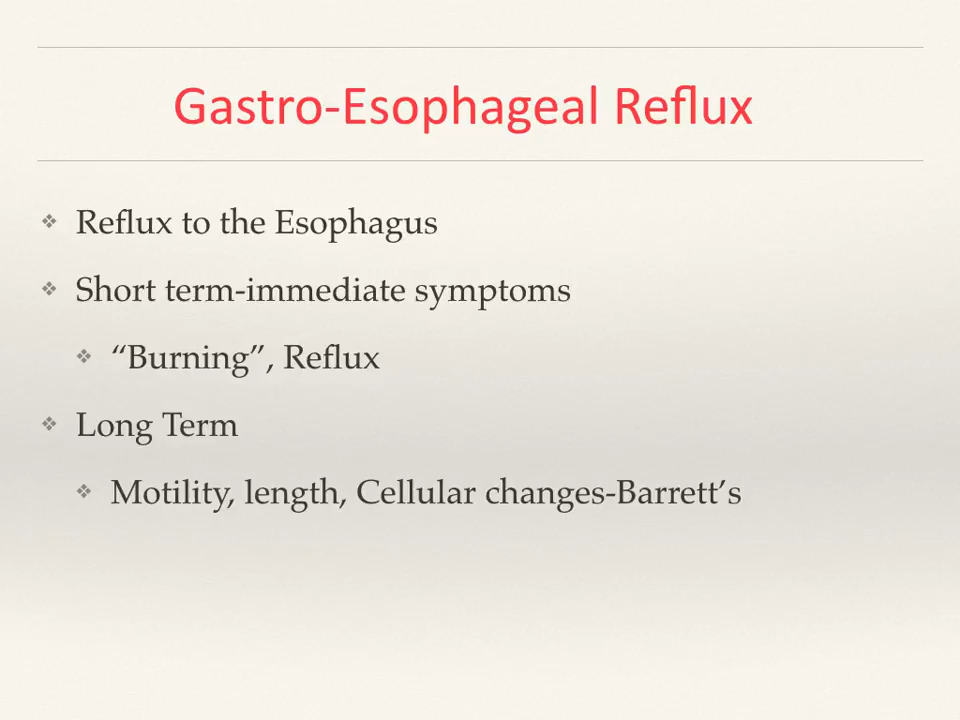 Gastro-Esophageal Reflux
Reflux to the Esophagus
Short term-immediate symptoms
“Burning”, Reflux
Long Term
Motility, length, Cellular changes-Barrett’s